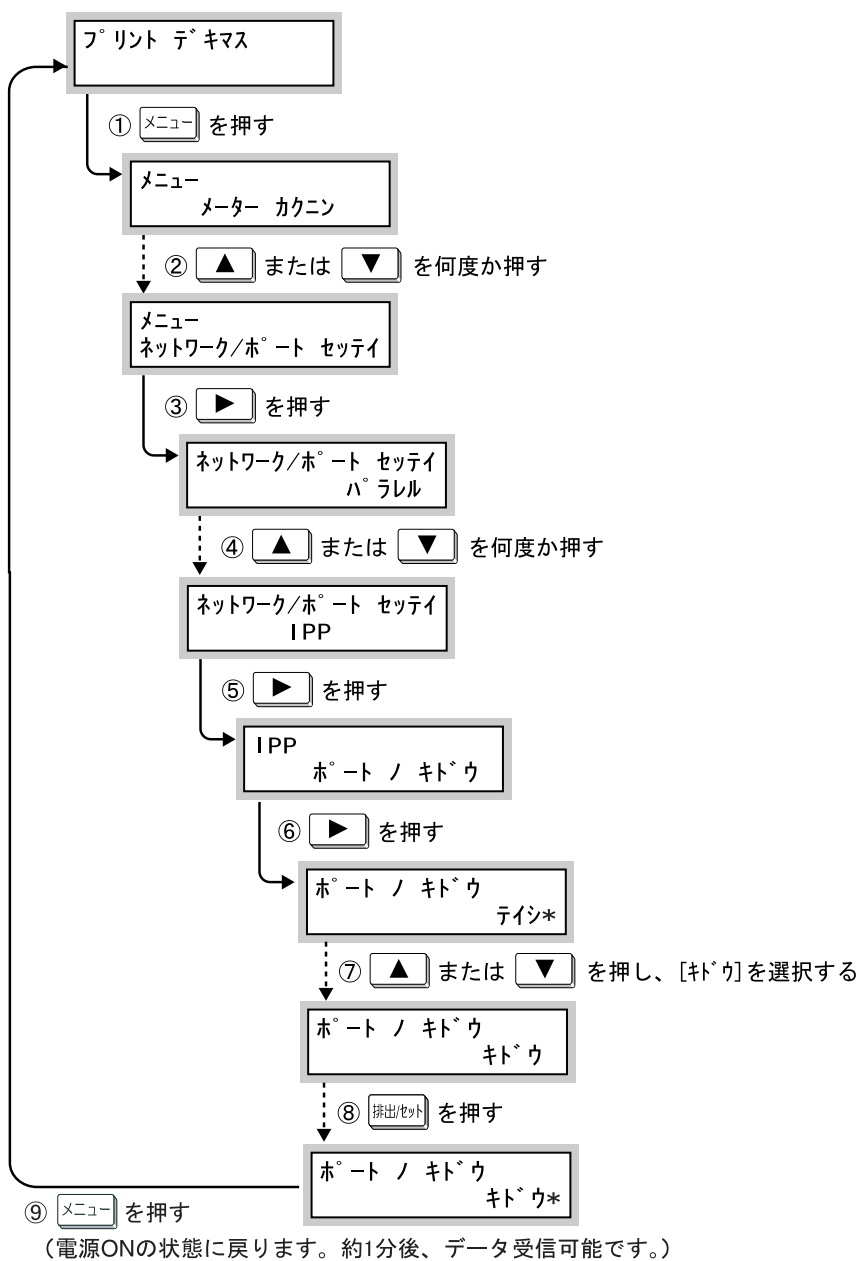 プリント デキマス
① メニュー を押す
メニュー
メーター カクニン
② ▲ または ▼ を何度か押す
メニュー
ネットワーク/ポート セッテイ
③ ▶ を押す
ネットワーク/ポート セッテイ
パラレル
④ ▲ または ▼ を何度か押す
ネットワーク/ポート セッテイ
IPP
⑤ ▶ を押す
IPP
ポート ノ キドウ
⑥ ▶ を押す
ポート ノ キドウ
テイシ*
⑦ ▲ または ▼ を押し、[キドウ]を選択する
ポート ノ キドウ
キドウ
⑧ 排出/セット を押す
ポート ノ キドウ
キドウ*
⑨ メニュー を押す
（電源ONの状態に戻ります。約1分後、データ受信可能です。）